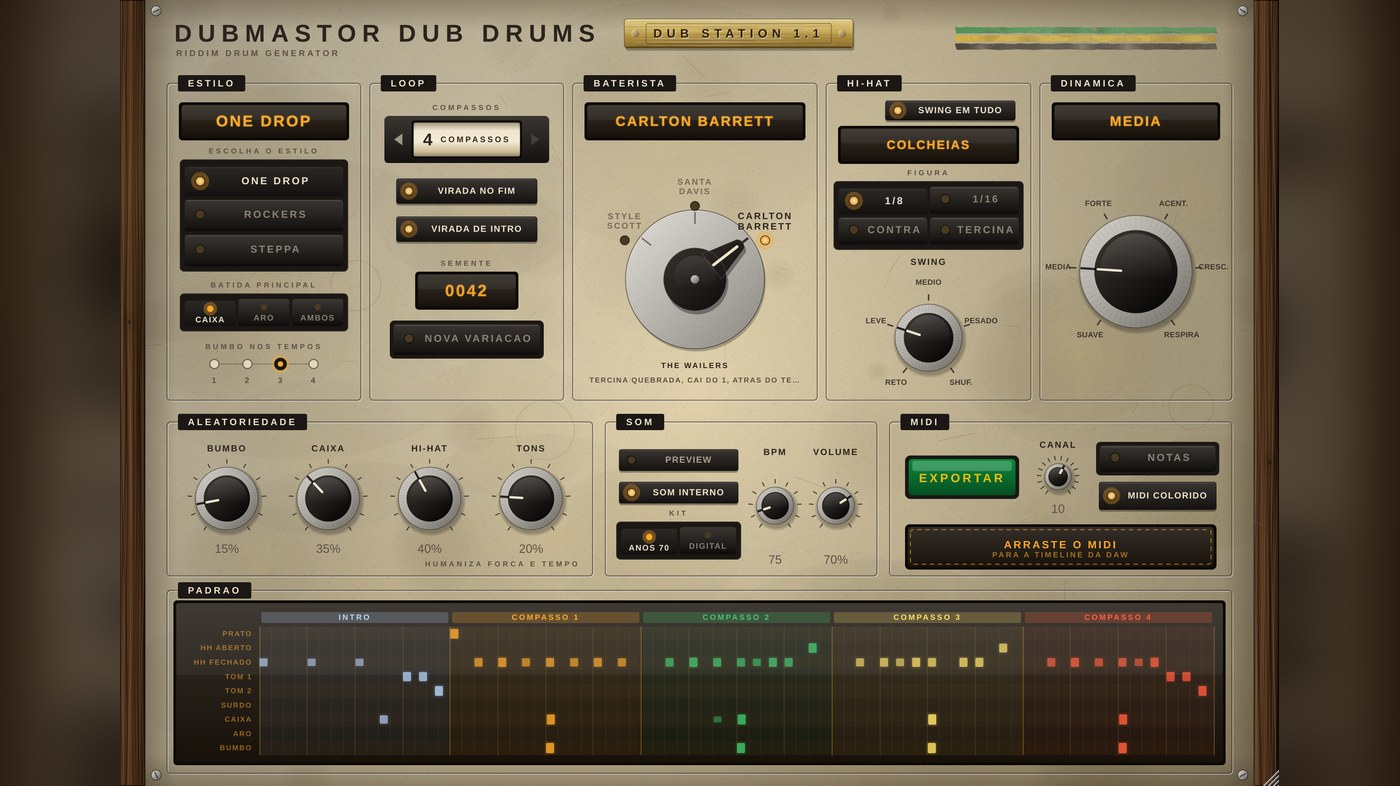 DUBMASTOR DUB DRUMS
RIDDIM DRUM GENERATOR
DUB STATION 1.1
ESTILO
ONE DROP
ESCOLHA O ESTILO
ONE DROP
ROCKERS
STEPPA
BATIDA PRINCIPAL
CAIXA
ARO
AMBOS
BUMBO NOS TEMPOS
1 2 3 4
LOOP
COMPASSOS
4 COMPASSOS
VIRADA NO FIM
VIRADA DE INTRO
SEMENTE
0042
NOVA VARIACAO
BATERISTA
CARLTON BARRETT
STYLE
SCOTT
SANTA
DAVIS
CARLTON
BARRETT
THE WAILERS
TERCINA QUEBRADA, CAI DO 1, ATRAS DO TE...
HI-HAT
SWING EM TUDO
COLCHEIAS
FIGURA
1/8
1/16
CONTRA
TERCINA
SWING
MEDIO
LEVE
PESADO
RETO
SHUF.
DINAMICA
MEDIA
FORTE
ACENT.
MEDIA
CRESC.
SUAVE
RESPIRA
ALEATORIEDADE
BUMBO
CAIXA
HI-HAT
TONS
15%
35%
40%
20%
HUMANIZA FORCA E TEMPO
SOM
PREVIEW
SOM INTERNO
KIT
ANOS 70
DIGITAL
BPM
VOLUME
75
70%
MIDI
EXPORTAR
CANAL
10
NOTAS
MIDI COLORIDO
ARRASTE O MIDI
PARA A TIMELINE DA DAW
PADRAO
INTRO
COMPASSO 1
COMPASSO 2
COMPASSO 3
COMPASSO 4
PRATO
HH ABERTO
HH FECHADO
TOM 1
TOM 2
SURDO
CAIXA
ARO
BUMBO